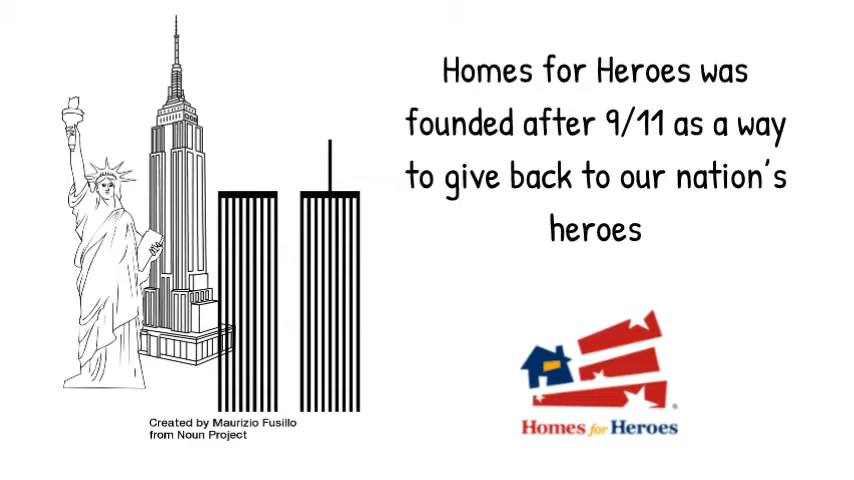 Homes for Heroes was
founded after 9/11 as a way
to give back to our nation's
heroes
Created by Maurizio Fusillo
from Noun Project
Homes for Heroes